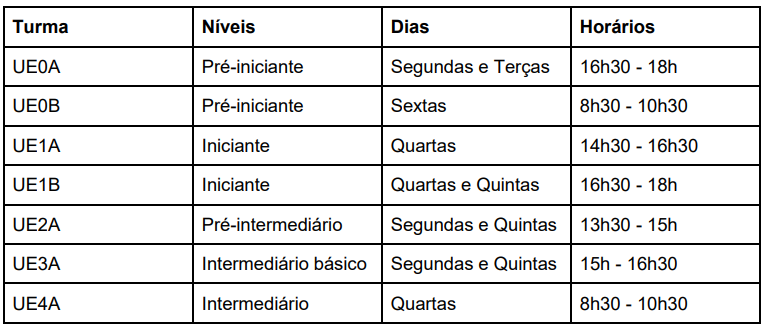 Turma Níveis Dias Horários
UE0A Pré-iniciante Segundas e Terças 16h30 - 18h
UE0B Pré-iniciante Sextas 8h30 - 10h30
UE1A Iniciante Quartas 14h30 - 16h30
UE1B Iniciante Quartas e Quintas 16h30 - 18h
UE2A Pré-intermediário Segundas e Quintas 13h30 - 15h
UE3A Intermediário básico Segundas e Quintas 15h - 16h30
UE4A Intermediário Quartas 8h30 - 10h30